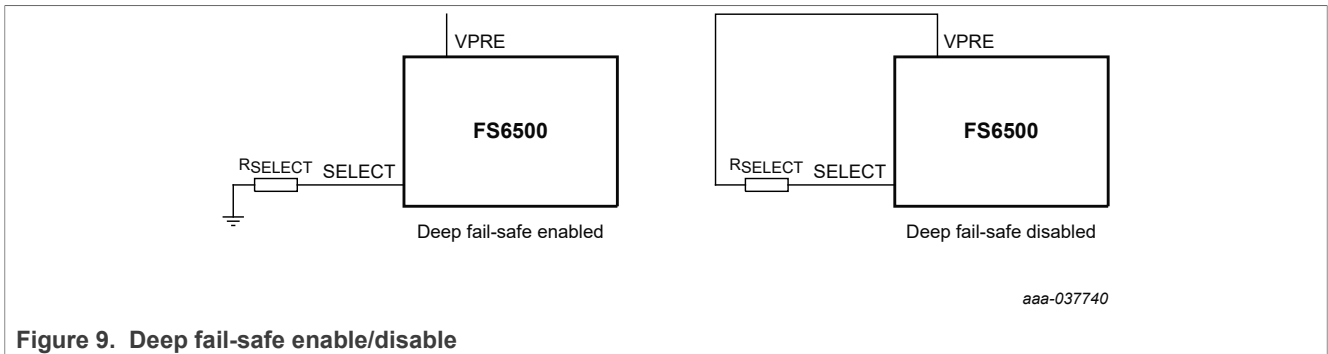 VPRE
FS6500
RSELECT
SELECT
Deep fail-safe enabled
VPRE
FS6500
RSELECT
SELECT
Deep fail-safe disabled
aaa-037740
Figure 9. Deep fail-safe enable/disable